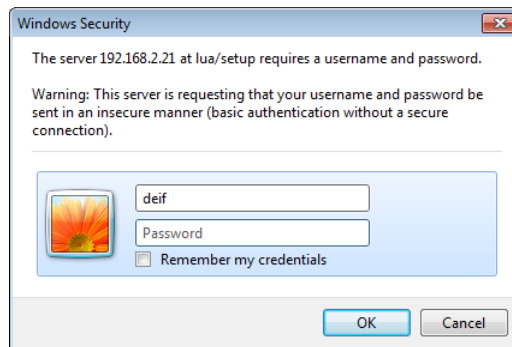 Windows Security
The server 192.168.2.21 at lua/setup requires a username and password.
Warning: This server is requesting that your username and password be
sent in an insecure manner (basic authentication without a secure
connection).
deif
Password
Remember my credentials
OK Cancel